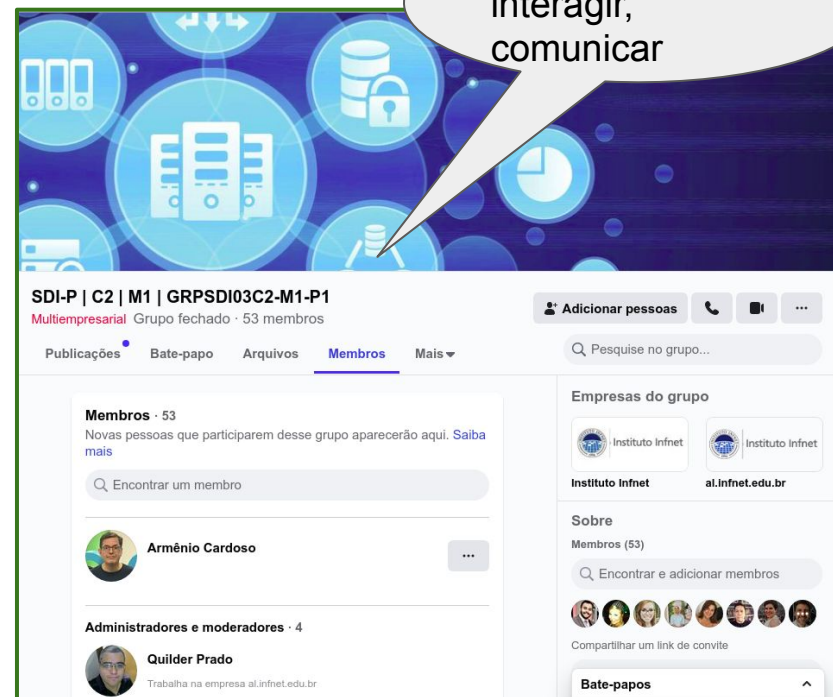 interagir,
comunicar
SDI-P | C2 | M1 | GRPSDI03C2-M1-P1
Multiempresarial Grupo fechado · 53 membros
Adicionar pessoas
Publicações Bate-papo Arquivos Membros Mais
Pesquise no grupo...
Membros · 53
Novas pessoas que participarem desse grupo aparecerão aqui. Saiba
mais
Encontrar um membro
Armênio Cardoso
Administradores e moderadores · 4
Quilder Prado
Trabalha na empresa al.infnet.edu.br
Empresas do grupo
Instituto Infnet Instituto Infnet
Instituto Infnet al.infnet.edu.br
Sobre
Membros (53)
Encontrar e adicionar membros
Compartilhar um link de convite
Bate-papos